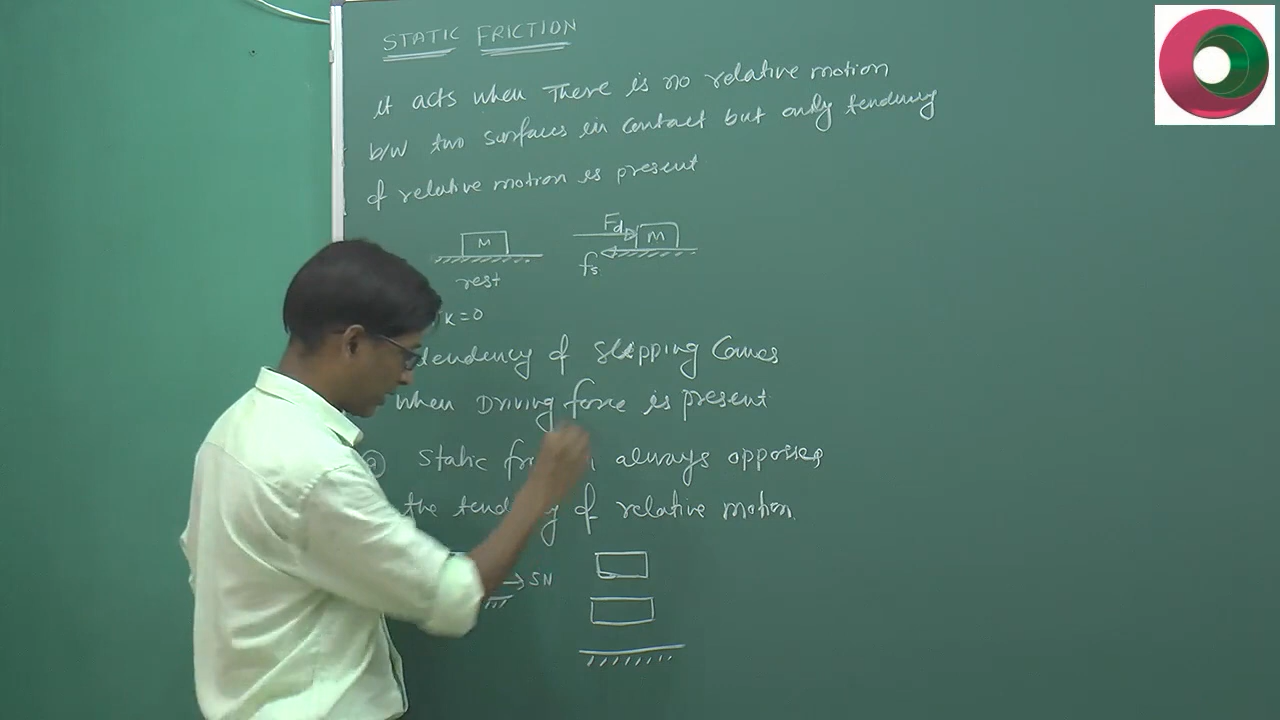 STATIC FRICTION
it acts when There is no relative motion
b/w two surfaces in contact but only tendency
of relative motion is present
M
Fd
M
fs
rest
K=0
tendency of Slipping Comes
when Driving force is present
Static always opposes
the of relative motion.
5N